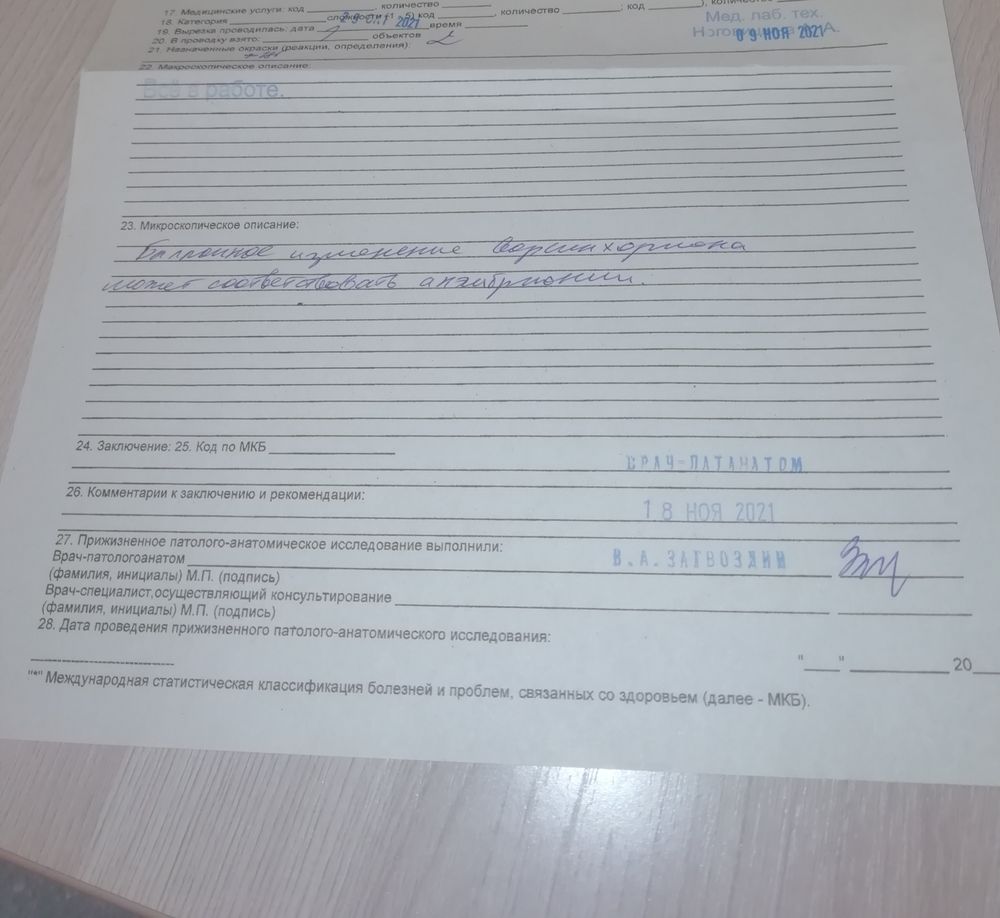 17. Медицинские услуги: код количество , количество ; код ), количество
18. Категория сложности (1 - 5) код Мед. лаб. тех.
19. Вырезка проводилась: дата 2021 время 09 НОЯ 2021
20. В проводку взято: объектов 2
21. Назначенные окраски (реакции, определения):
22. Макроскопическое описание:
Всё в работе.
23. Микроскопическое описание:
Баллонное изменение ворсин хориона
может соответствовать анэмбрионии.
24. Заключение: 25. Код по МКБ
ВРАЧ-ПАТАНАТОМ
26. Комментарии к заключению и рекомендации:
18 НОЯ 2021
27. Прижизненное патолого-анатомическое исследование выполнили:
Врач-патологоанатом В.А.ЗАГВОЗДИН
(фамилия, инициалы) М.П. (подпись)
Врач-специалист,осуществляющий консультирование
(фамилия, инициалы) М.П. (подпись)
28. Дата проведения прижизненного патолого-анатомического исследования:
"___" 20
"*" Международная статистическая классификация болезней и проблем, связанных со здоровьем (далее - МКБ).